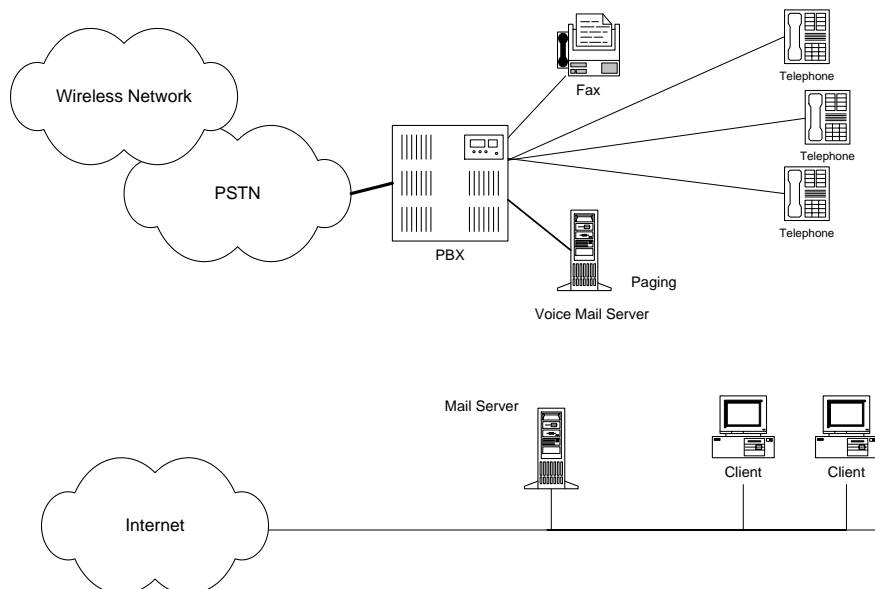 Wireless Network
PSTN
PBX
Fax
Telephone
Telephone
Telephone
Paging
Voice Mail Server
Mail Server
Client
Client
Internet